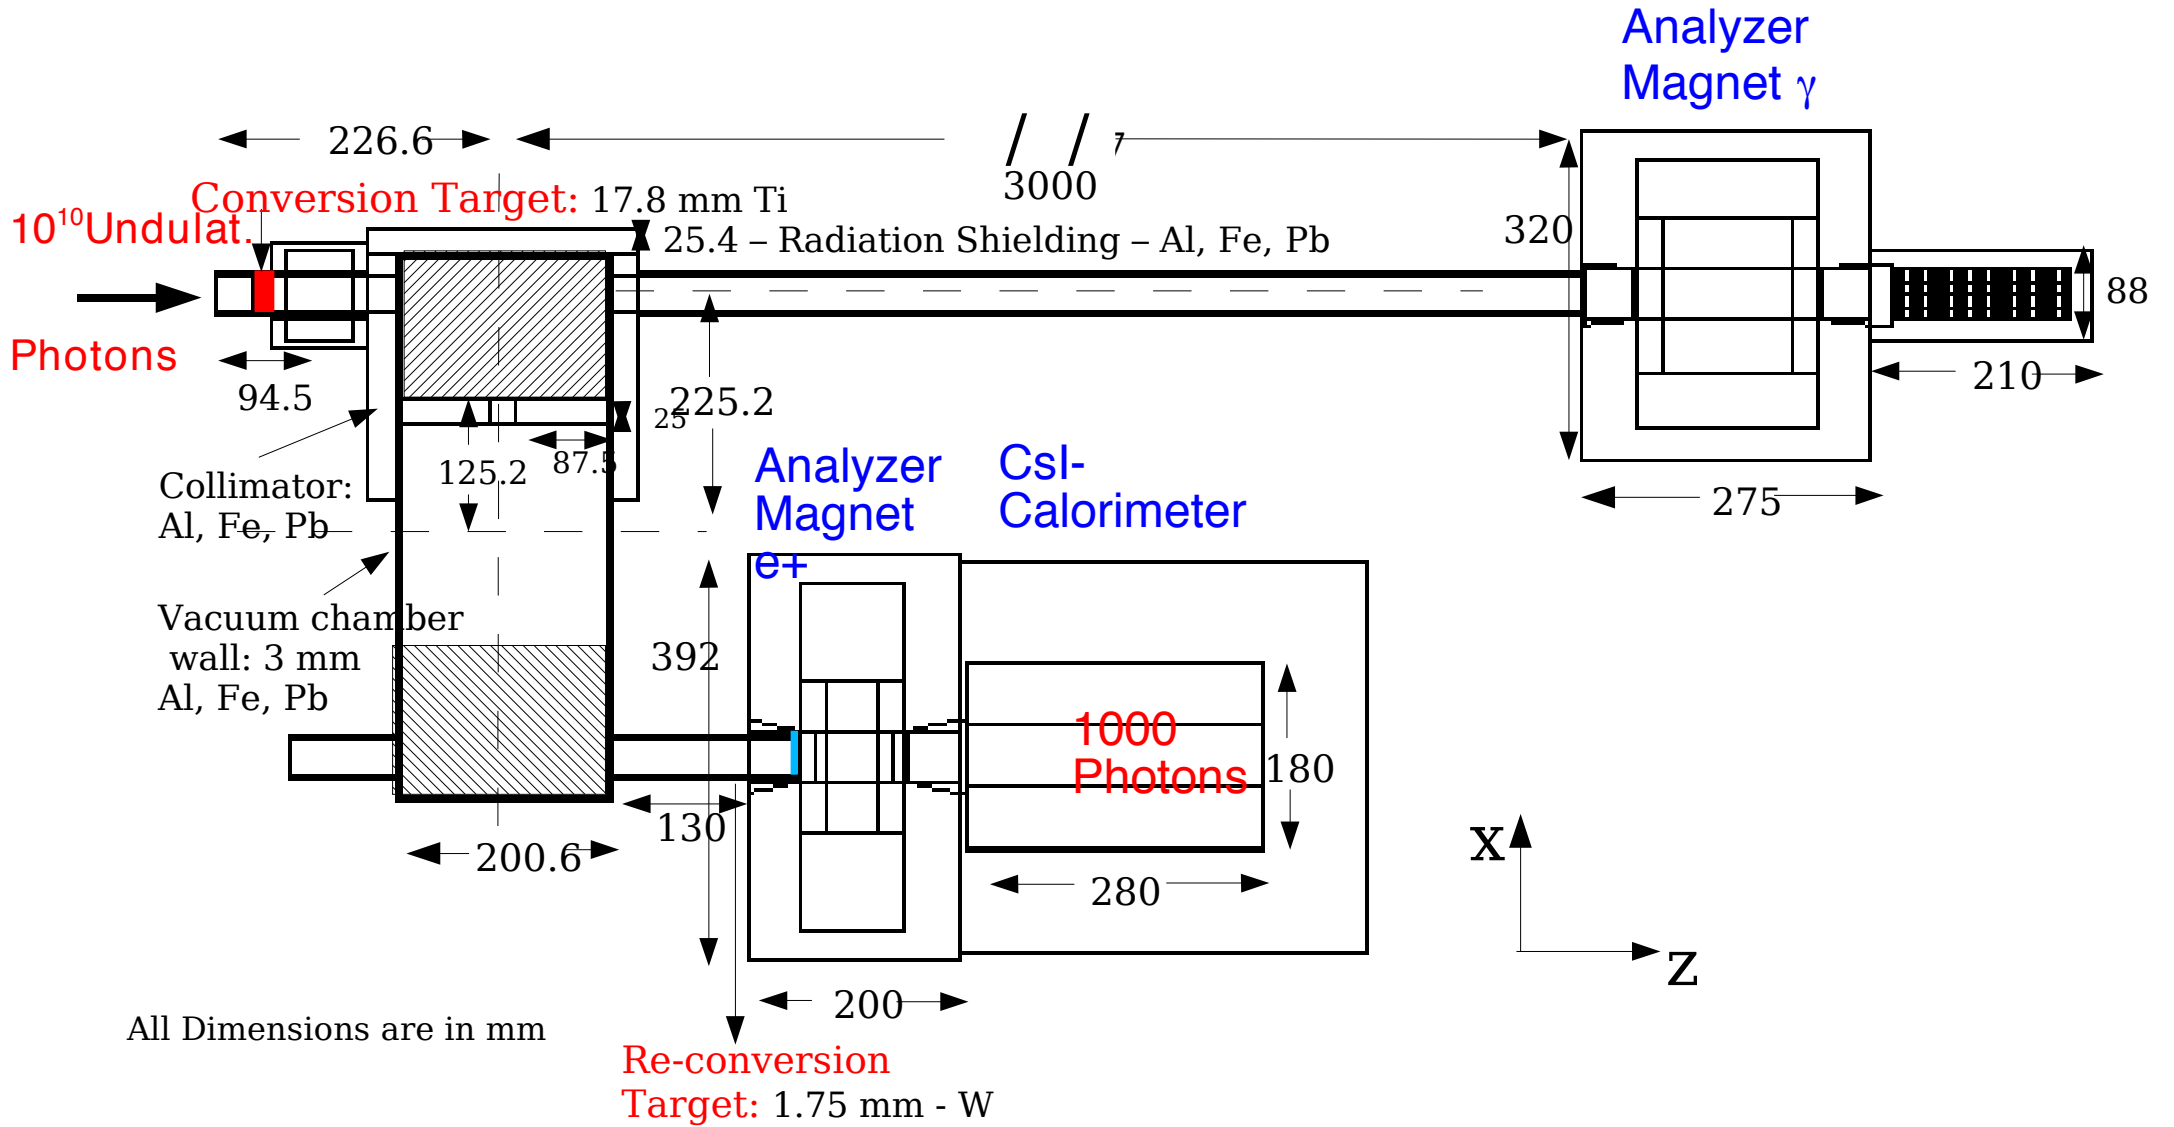 Analyzer
Magnet γ
226.6
3000
Conversion Target: 17.8 mm Ti
10¹⁰Undulat.
25.4 – Radiation Shielding – Al, Fe, Pb
320
88
Photons
94.5
225.2
25
210
125.2
87.5
Analyzer
Magnet
e+
CsI-
Calorimeter
275
Collimator:
Al, Fe, Pb
Vacuum chamber
wall: 3 mm
Al, Fe, Pb
392
1000
Photons
180
130
200.6
280
x
z
200
All Dimensions are in mm
Re-conversion
Target: 1.75 mm - W